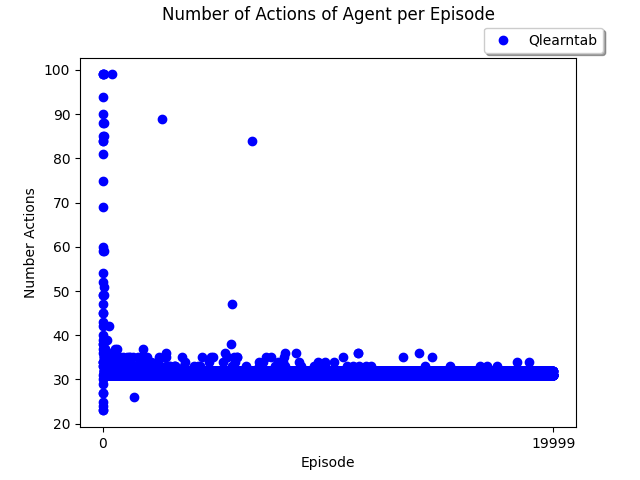 Number of Actions of Agent per Episode
Qlearntab
100
90
80
70
60
50
40
30
20
Number Actions
0 19999
Episode